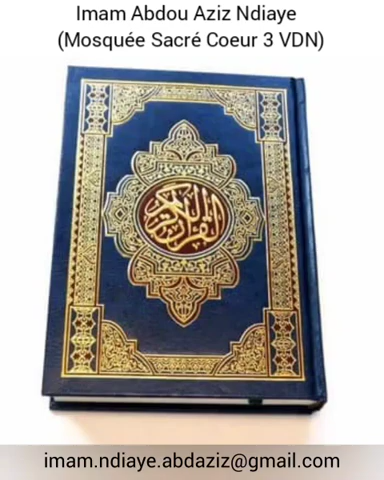 Imam Abdou Aziz Ndiaye
(Mosquée Sacré Coeur 3 VDN)
القرآن الكريم
imam.ndiaye.abdaziz@gmail.com